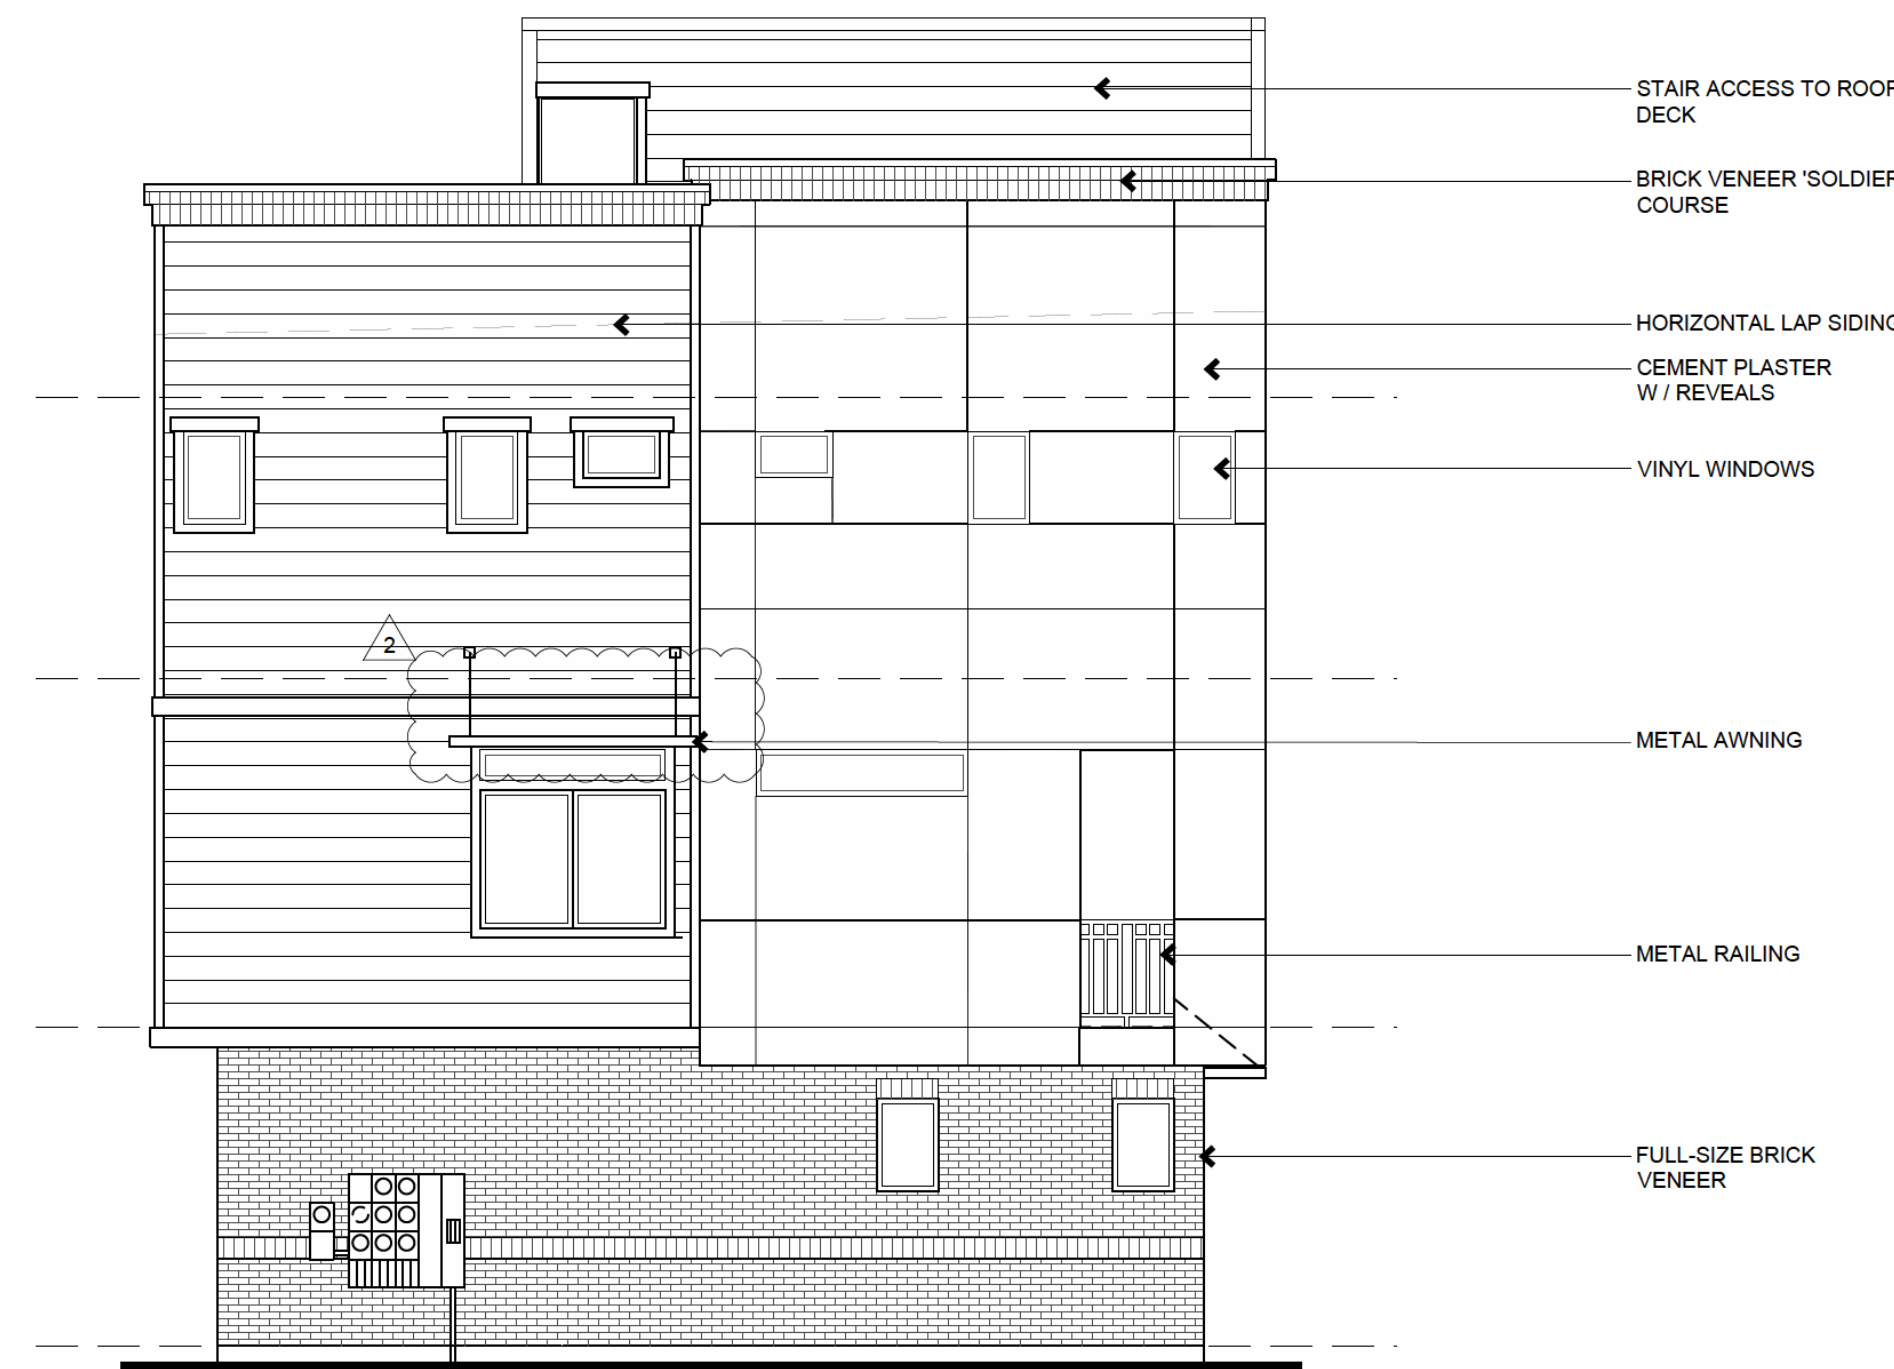 STAIR ACCESS TO ROOF
DECK
BRICK VENEER 'SOLDIER
COURSE
HORIZONTAL LAP SIDING
CEMENT PLASTER
W / REVEALS
VINYL WINDOWS
2
METAL AWNING
METAL RAILING
FULL-SIZE BRICK
VENEER